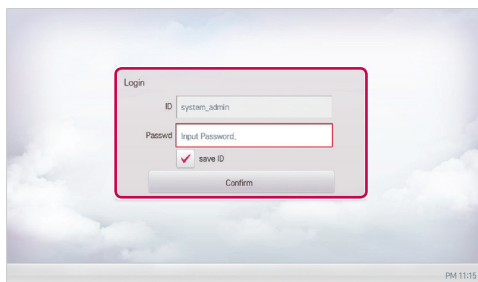 Login
ID system_admin
Passwd Input Password,
save ID
Confirm
PM 11:15